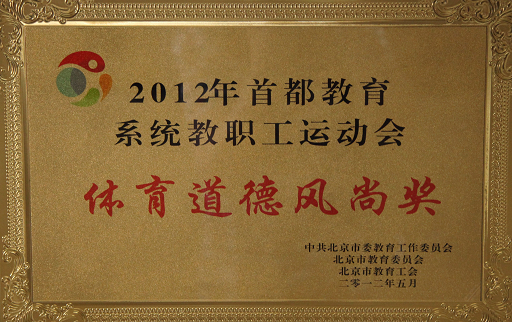 2012年首都教育
系统教职工运动会
体育道德风尚奖
中共北京市委教育工作委员会
北京市教育委员会
北京市教育工会
二零一二年五月